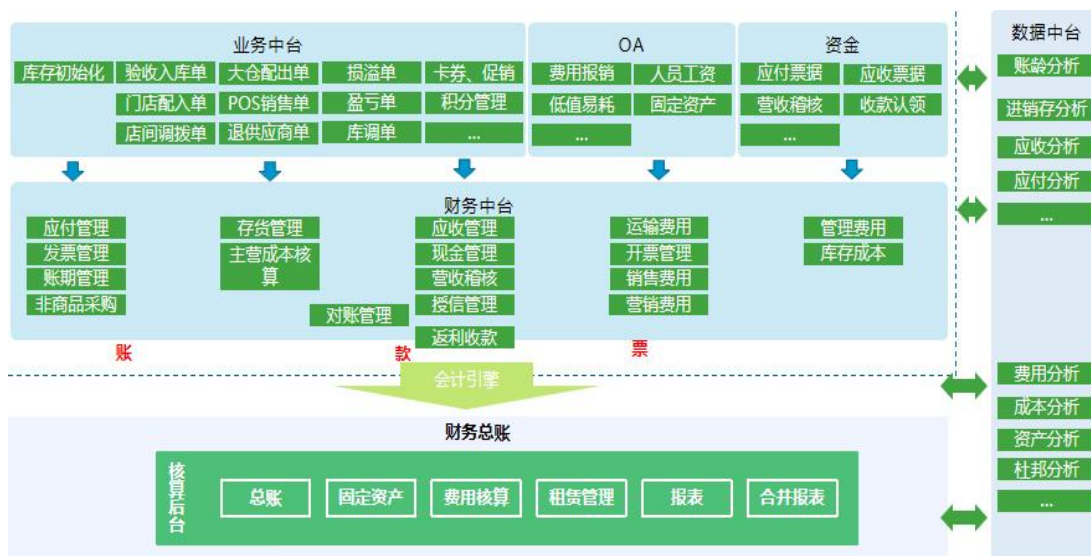 业务中台
库存初始化
验收入库单
大仓配出单
损溢单
卡券、促销
门店配入单
POS销售单
盈亏单
积分管理
店间调拨单
退供应商单
库调单
...
OA
费用报销
人员工资
低值易耗
固定资产
...
资金
应付票据
应收票据
营收稽核
收款认领
...
数据中台
账龄分析
进销存分析
应收分析
应付分析
...
财务中台
应付管理
发票管理
账期管理
非商品采购
存货管理
主营成本核
算
对账管理
应收管理
现金管理
营收稽核
授信管理
返利收款
运输费用
开票管理
销售费用
营销费用
管理费用
库存成本
账
款
票
会计引擎
费用分析
成本分析
资产分析
杜邦分析
...
财务总账
核算后台
总账
固定资产
费用核算
租赁管理
报表
合并报表